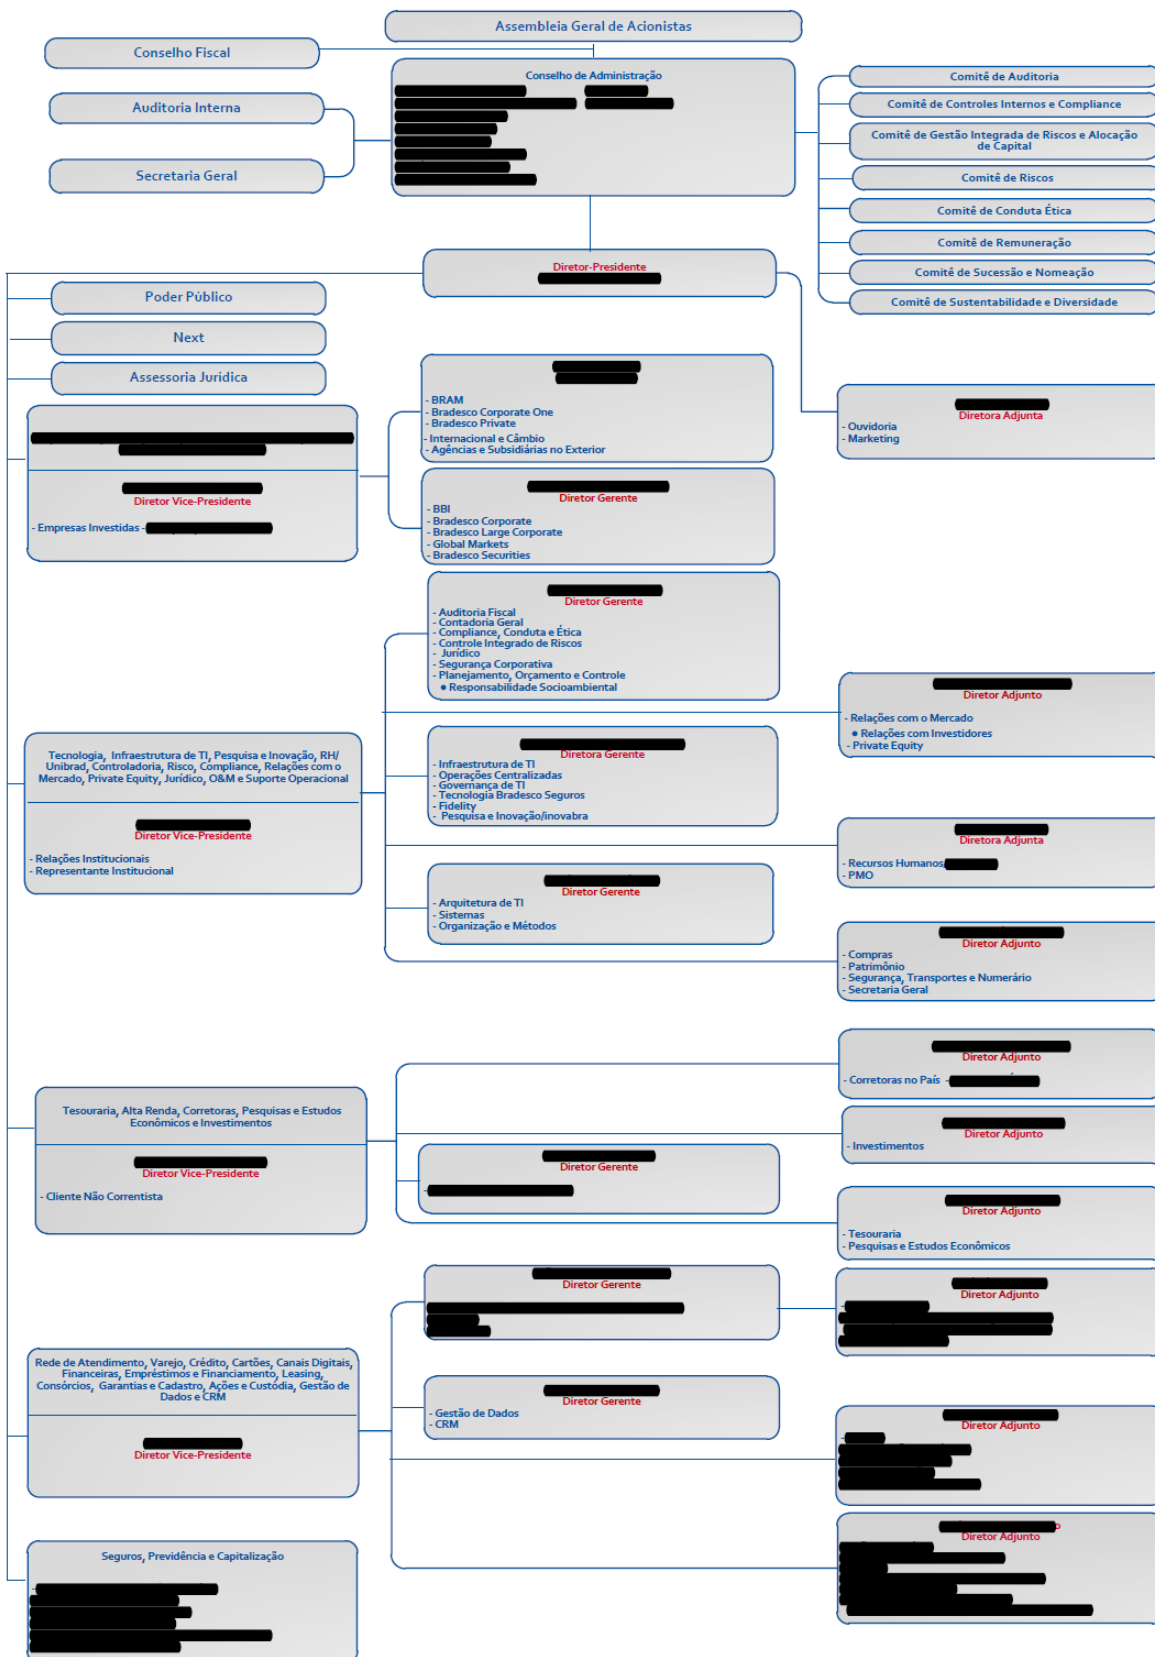 Assembleia Geral de Acionistas
Conselho Fiscal
Conselho de Administração
Auditoria Interna
Secretaria Geral
Comitê de Auditoria
Comitê de Controles Internos e Compliance
Comitê de Gestão Integrada de Riscos e Alocação
de Capital
Comitê de Riscos
Comitê de Conduta Ética
Comitê de Remuneração
Comitê de Sucessão e Nomeação
Comitê de Sustentabilidade e Diversidade
Diretor-Presidente
Poder Público
Next
Assessoria Jurídica
Diretor Vice-Presidente
- Empresas Investidas -
- BRAM
- Bradesco Corporate One
- Bradesco Private
- Internacional e Câmbio
- Agências e Subsidiárias no Exterior
Diretora Adjunta
- Ouvidoria
- Marketing
Diretor Gerente
- BBI
- Bradesco Corporate
- Bradesco Large Corporate
- Global Markets
- Bradesco Securities
Diretor Gerente
- Auditoria Fiscal
- Contadoria Geral
- Compliance, Conduta e Ética
- Controle Integrado de Riscos
- Jurídico
- Segurança Corporativa
- Planejamento, Orçamento e Controle
• Responsabilidade Socioambiental
Diretor Adjunto
- Relações com o Mercado
• Relações com Investidores
- Private Equity
Tecnologia, Infraestrutura de TI, Pesquisa e Inovação, RH/
Unibrad, Controladoria, Risco, Compliance, Relações com o
Mercado, Private Equity, Jurídico, O&M e Suporte Operacional
Diretor Vice-Presidente
- Relações Institucionais
- Representante Institucional
Diretora Gerente
- Infraestrutura de TI
- Operações Centralizadas
- Governança de TI
- Tecnologia Bradesco Seguros
- Fidelity
- Pesquisa e Inovação/inovabra
Diretora Adjunta
- Recursos Humanos
- PMO
Diretor Gerente
- Arquitetura de TI
- Sistemas
- Organização e Métodos
Diretor Adjunto
- Compras
- Patrimônio
- Segurança, Transportes e Numerário
- Secretaria Geral
Diretor Adjunto
- Corretoras no País -
Tesouraria, Alta Renda, Corretoras, Pesquisas e Estudos
Econômicos e Investimentos
Diretor Vice-Presidente
- Cliente Não Correntista
Diretor Adjunto
- Investimentos
Diretor Gerente
-
Diretor Adjunto
- Tesouraria
- Pesquisas e Estudos Econômicos
Diretor Gerente
Diretor Adjunto
-
Rede de Atendimento, Varejo, Crédito, Cartões, Canais Digitais,
Financeiras, Empréstimos e Financiamento, Leasing,
Consórcios, Garantias e Cadastro, Ações e Custódia, Gestão de
Dados e CRM
Diretor Vice-Presidente
Diretor Gerente
- Gestão de Dados
- CRM
Diretor Adjunto
-
Diretor Adjunto
Seguros, Previdência e Capitalização
-